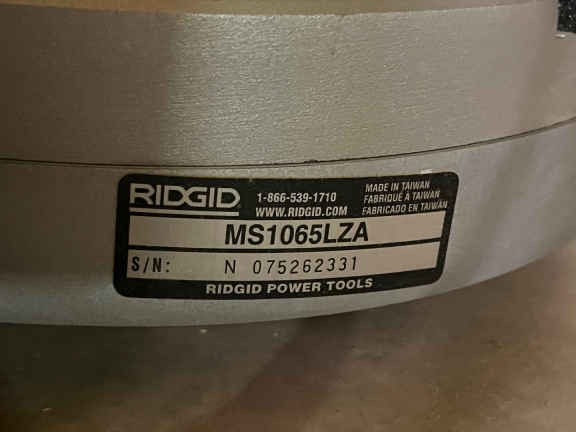 RIDGID
1-866-539-1710
WWW.RIDGID.COM
MADE IN TAIWAN
FABRIQUÉ À TAIWAN
FABRICADO EN TAIWÁN
MS1065LZA
S/N: N 075262331
RIDGID POWER TOOLS